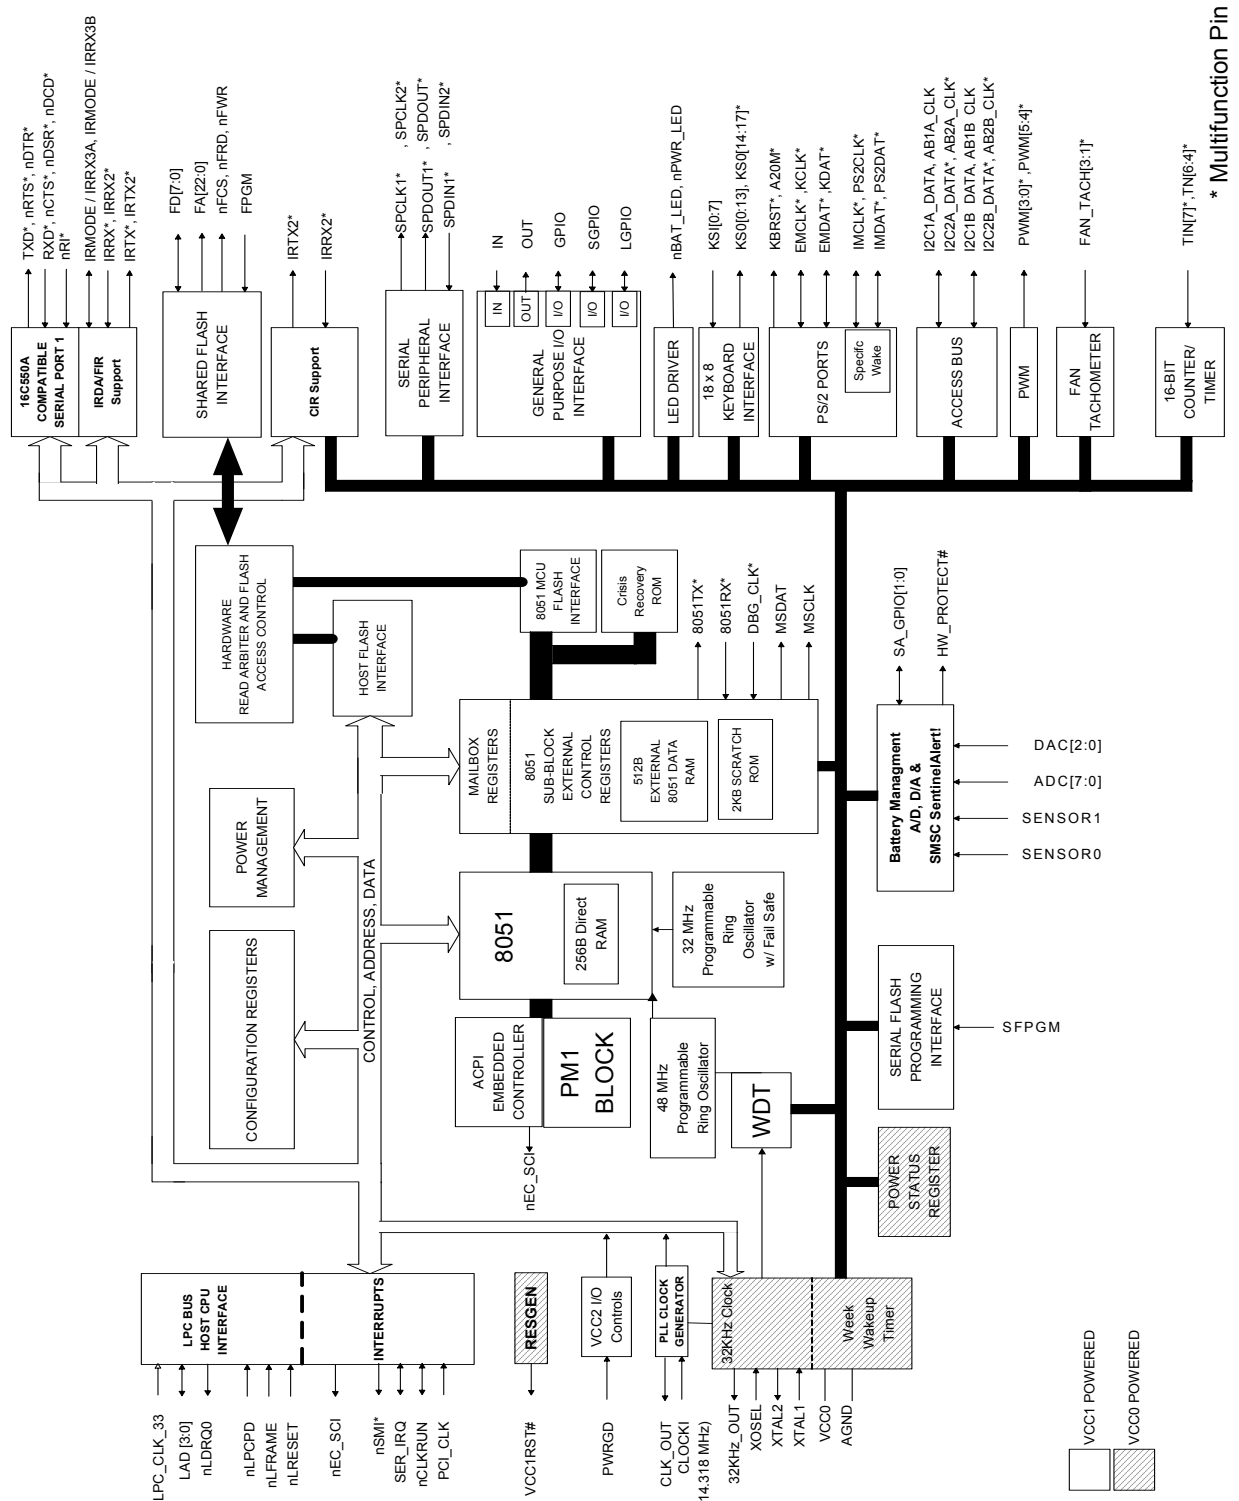 TXD*, nRTS*, nDTR*
RXD*, nCTS*, nDSR*, nDCD*
nRI*
IRMODE / IRRX3A, IRMODE / IRRX3B
IRRX*, IRRX2*
IRTX*, IRTX2*
FD[7:0]
FA[22:0]
nFCS, nFRD, nFWR
FPGM
IRTX2*
IRRX2*
SPCLK1* , SPCLK2*
SPDOUT1* , SPDOUT*
SPDIN1* , SPDIN2*
IN
OUT
GPIO
SGPIO
LGPIO
nBAT_LED, nPWR_LED
KSI[0:7]
KS0[0:13], KS0[14:17]*
KBRST*, A20M*
EMCLK* ,KCLK*
EMDAT* ,KDAT*
IMCLK*, PS2CLK*
IMDAT*, PS2DAT*
I2C1A_DATA, AB1A_CLK
I2C2A_DATA*, AB2A_CLK*
I2C1B_DATA, AB1B_CLK
I2C2B_DATA*, AB2B_CLK*
PWM[3:0]* ,PWM[5:4]*
FAN_TACH[3:1]*
TIN[7]* ,TN[6:4]*
* Multifunction Pin
16C550A
COMPATIBLE
SERIAL PORT 1
IRDA/FIR
Support
SHARED FLASH
INTERFACE
CIR Support
SERIAL
PERIPHERAL
INTERFACE
GENERAL
PURPOSE I/O
INTERFACE
IN
OUT
I/O
I/O
I/O
LED DRIVER
18 x 8
KEYBOARD
INTERFACE
PS/2 PORTS
Specifc
Wake
ACCESS BUS
PWM
FAN
TACHOMETER
16-BIT
COUNTER/
TIMER
HARDWARE
READ ARBITER AND FLASH
ACCESS CONTROL
HOST FLASH
INTERFACE
8051 MCU
FLASH
INTERFACE
Crisis
Recovery
ROM
8051TX*
8051RX*
DBG_CLK*
MSDAT
MSCLK
SA_GPIO[1:0]
HW_PROTECT#
MAILBOX
REGISTERS
8051
SUB-BLOCK
EXTERNAL
CONTROL
REGISTERS
512B
EXTERNAL
8051 DATA
RAM
2KB SCRATCH
ROM
Battery Managment
A/D, D/A &
SMSC SentinelAlert!
DAC[2:0]
ADC[7:0]
SENSOR1
SENSOR0
POWER
MANAGEMENT
CONFIGURATION REGISTERS
CONTROL, ADDRESS, DATA
8051
256B Direct
RAM
32 MHz
Programmable
Ring
Oscillator
w/ Fail Safe
ACPI
EMBEDDED
CONTROLLER
PM1
BLOCK
48 MHz
Programmable
Ring Oscillator
WDT
nEC_SCI
SERIAL FLASH
PROGRAMMING
INTERFACE
SFPGM
POWER
STATUS
REGISTER
LPC BUS
HOST CPU
INTERFACE
INTERRUPTS
RESGEN
VCC2 I/O
Controls
PLL CLOCK
GENERATOR
32KHz Clock
Week
Wakeup
Timer
LPC_CLK_33
LAD [3:0]
nLDRQ0
nLPCPD
nLFRAME
nLRESET
nEC_SCI
nSMI*
SER_IRQ
nCLKRUN
PCI_CLK
VCC1RST#
PWRGD
CLK_OUT
CLOCKI
14.318 MHz)
32KHz_OUT
XOSEL
XTAL2
XTAL1
VCC0
AGND
VCC1 POWERED
VCC0 POWERED